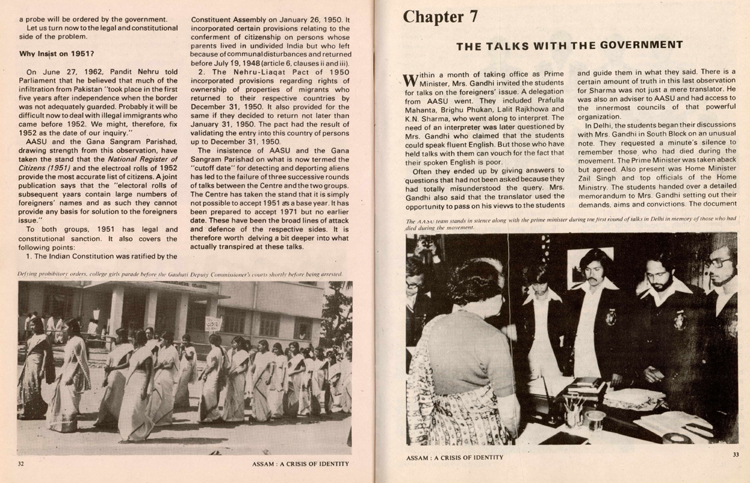 a probe will be ordered by the government.
Let us turn now to the legal and constitutional
side of the problem.
Why Insist on 1951?
On June 27, 1962, Pandit Nehru told
Parliament that he believed that much of the
infiltration from Pakistan "took place in the first
five years after independence when the border
was not adequately guarded. Probably it will be
difficult now to deal with illegal immigrants who
came before 1952. We might, therefore, fix
1952 as the date of our inquiry."
AASU and the Gana Sangram Parishad,
drawing strength from this observation, have
taken the stand that the National Register of
Citizens (1951) and the electoral rolls of 1952
provide the most accurate list of citizens. A joint
publication says that the "electoral rolls of
subsequent years contain large numbers of
foreigners' names and as such they cannot
provide any basis for solution to the foreigners
issue."
To both groups, 1951 has legal and
constitutional sanction. It also covers the
following points:
1. The Indian Constitution was ratified by the
Constituent Assembly on January 26, 1950. It
incorporated certain provisions relating to the
conferment of citizenship on persons whose
parents lived in undivided India but who left
because of communal disturbances and returned
before July 19, 1948 (article 6, clauses ii and iii).
2. The Nehru-Liaqat Pact of 1950
incorporated provisions regarding rights of
ownership of properties of migrants who
returned to their respective countries by
December 31, 1950. It also provided for the
same if they decided to return not later than
January 31, 1950. The pact had the result of
validating the entry into this country of persons
up to December 31, 1950.
The insistence of AASU and the Gana
Sangram Parishad on what is now termed the
"cutoff date" for detecting and deporting aliens
has led to the failure of three successive rounds
of talks between the Centre and the two groups.
The Centre has taken the stand that it is simply
not possible to accept 1951 as a base year. It has
been prepared to accept 1971 but no earlier
date. These have been the broad lines of attack
and defence of the respective sides. It is
therefore worth delving a bit deeper into what
actually transpired at these talks.
Defying prohibitory orders, college girls parade before the Gauhati Deputy Commissioner's courts shortly before being arrested.
32
ASSAM : A CRISIS OF IDENTITY
Chapter 7
THE TALKS WITH THE GOVERNMENT
Within a month of taking office as Prime
Minister, Mrs. Gandhi invited the students
for talks on the foreigners' issue. A delegation
from AASU went. They included Prafulla
Mahanta, Brighu Phukan, Lalit Rajkhowa and
K.N. Sharma, who went along to interpret. The
need of an interpreter was later questioned by
Mrs. Gandhi who claimed that the students
could speak fluent English. But those who have
held talks with them can vouch for the fact that
their spoken English is poor.
Often they ended up by giving answers to
questions that had not been asked because they
had totally misunderstood the query. Mrs.
Gandhi also said that the translator used the
opportunity to pass on his views to the students
and guide them in what they said. There is a
certain amount of truth in this last observation
for Sharma was not just a mere translator. He
was also an adviser to AASU and had access to
the innermost councils of that powerful
organization.
In Delhi, the students began their discussions
with Mrs. Gandhi in South Block on an unusual
note. They requested a minute's silence to
remember those who had died during the
movement. The Prime Minister was taken aback
but agreed. Also present was Home Minister
Zail Singh and top officials of the Home
Ministry. The students handed over a detailed
memorandum to Mrs. Gandhi setting out their
demands, aims and convictions. The document
The AASU team stands in silence along with the prime minister during the first round of talks in Delhi in memory of those who had
died during the movement.
ASSAM : A CRISIS OF IDENTITY
33